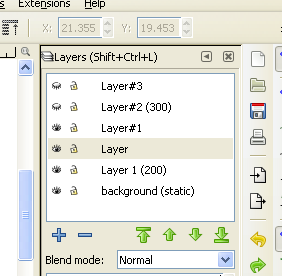 Extensions Help
X: 21.355 Y: 19.453
Layers (Shift+Ctrl+L)
Layer#3
Layer#2 (300)
Layer#1
Layer
Layer 1 (200)
background (static)
Blend mode: Normal